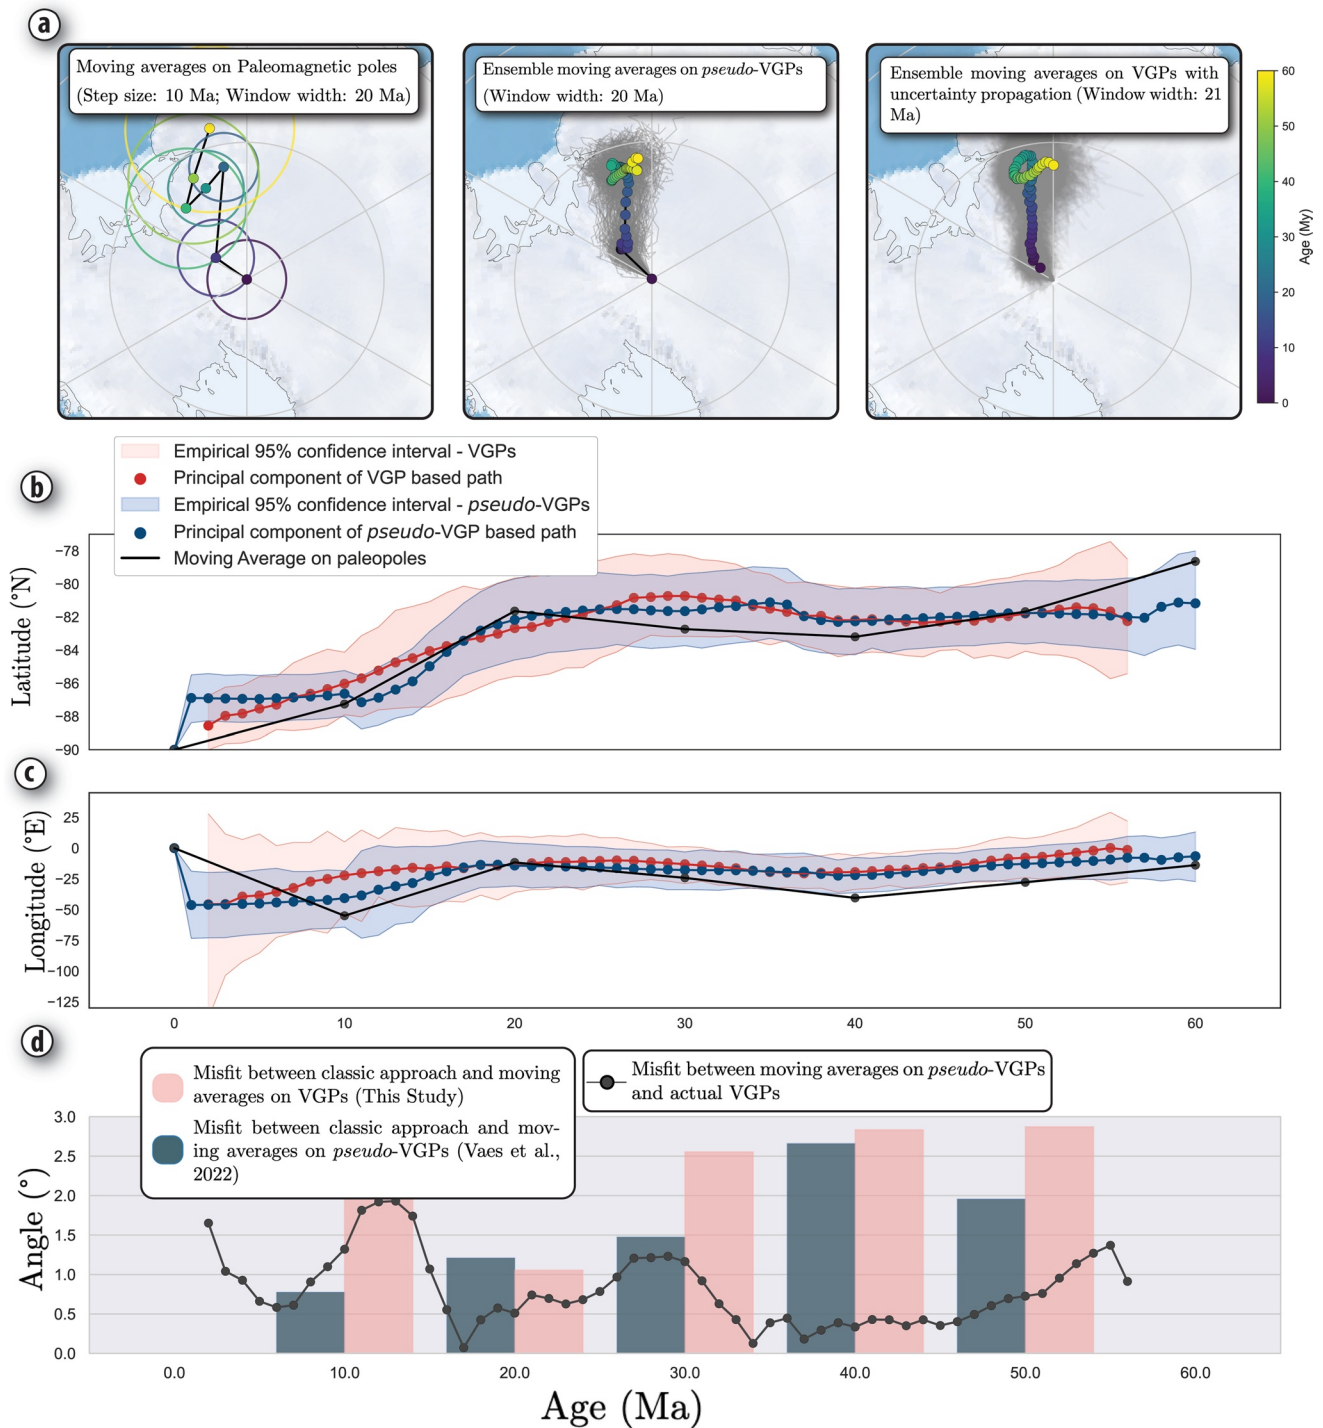 a
Moving averages on Paleomagnetic poles
(Step size: 10 Ma; Window width: 20 Ma)
Ensemble moving averages on pseudo-VGPs
(Window width: 20 Ma)
Ensemble moving averages on VGPs with
uncertainty propagation (Window width: 21
Ma)
60
50
40
30
20
10
0
Age (My)
b
Empirical 95% confidence interval - VGPs
Principal component of VGP based path
Empirical 95% confidence interval - pseudo-VGPs
Principal component of pseudo-VGP based path
Moving Average on paleopoles
Latitude (°N)
−78
−80
−82
−84
−86
−88
−90
c
Longitude (°E)
25
0
−25
−50
−75
−100
−125
0
10
20
30
40
50
60
d
Misfit between classic approach and moving
averages on VGPs (This Study)
Misfit between classic approach and mov-
ing averages on pseudo-VGPs (Vaes et al.,
2022)
Misfit between moving averages on pseudo-VGPs
and actual VGPs
Angle (°)
3.0
2.5
2.0
1.5
1.0
0.5
0.0
0.0
10.0
20.0
30.0
40.0
50.0
60.0
Age (Ma)